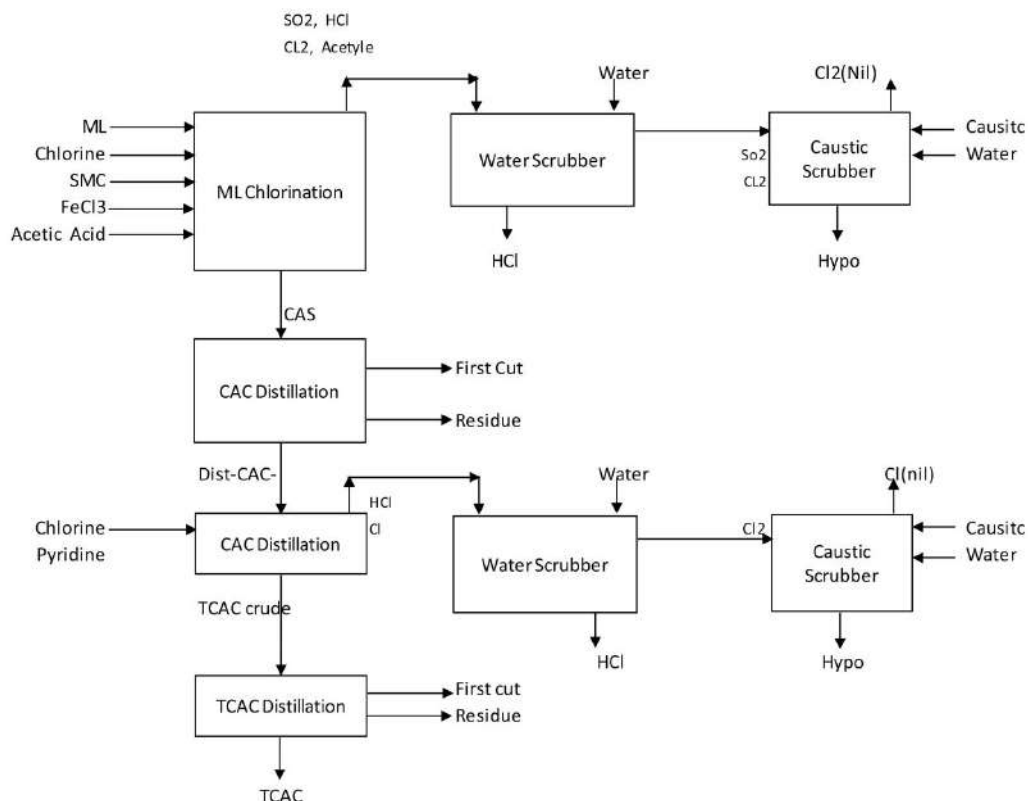 SO2, HCl
CL2, Acetyle
Water
Cl2(Nil)
ML
Chlorine
SMC
FeCl3
Acetic Acid
ML Chlorination
Water Scrubber
So2
CL2
Caustic
Scrubber
Causitc
Water
HCl
Hypo
CAS
CAC Distillation
First Cut
Residue
Dist-CAC-
HCl
Cl
Water
Cl(nil)
Chlorine
Pyridine
CAC Distillation
Water Scrubber
Cl2
Caustic
Scrubber
Causitc
Water
TCAC crude
HCl
Hypo
TCAC Distillation
First cut
Residue
TCAC